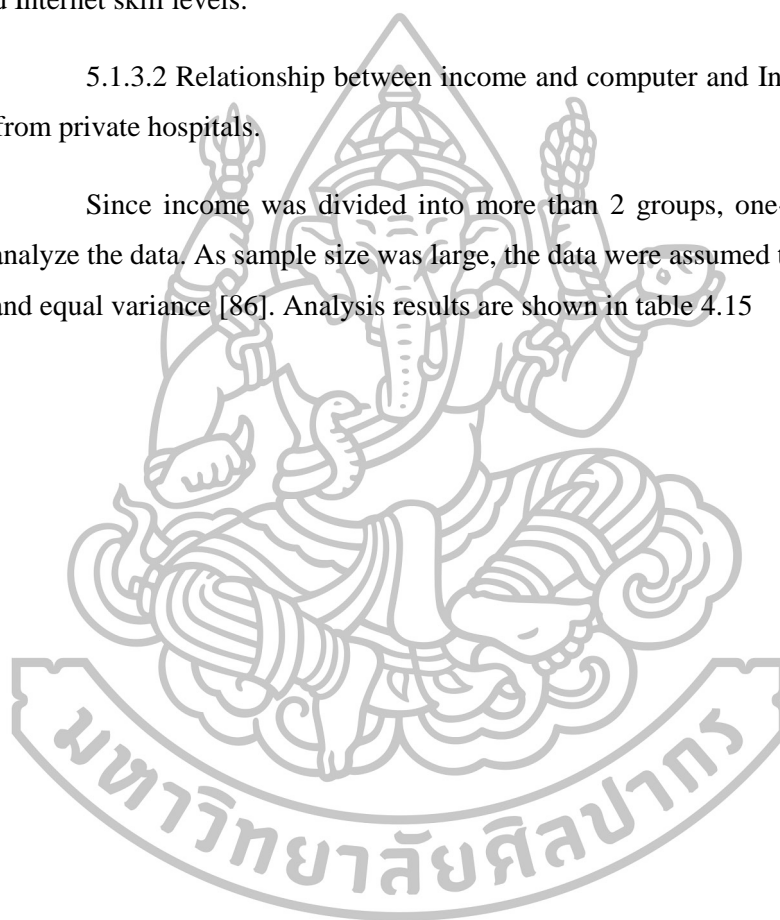 d Internet skill levels.
5.1.3.2 Relationship between income and computer and In
from private hospitals.
Since income was divided into more than 2 groups, one-
analyze the data. As sample size was large, the data were assumed t
and equal variance [86]. Analysis results are shown in table 4.15
มหาวิทยาลัยศิลปากร